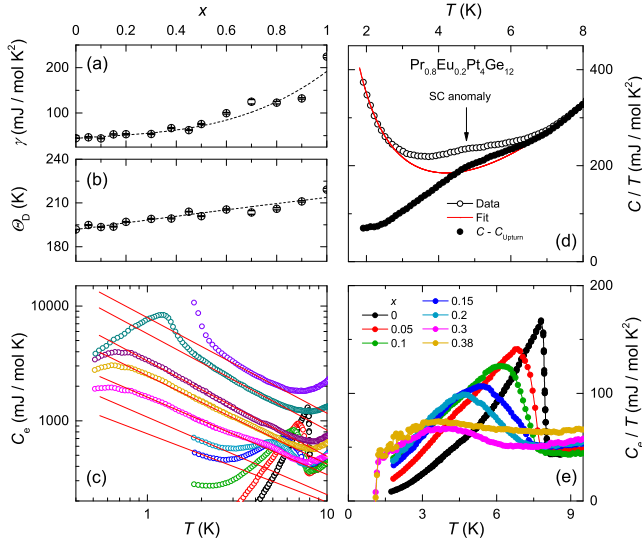 x
0 0.2 0.4 0.6 0.8 1
γ (mJ / mol K²)
200
150
100
50
(a)
Θ_D (K)
240
210
180
(b)
T (K)
2 4 6 8
Pr₀.₈Eu₀.₂Pt₄Ge₁₂
SC anomaly
Data
Fit
C - C_Upturn
(d)
400
200
0
C / T (mJ / mol K²)
C_e (mJ / mol K)
10000
1000
(c)
1 10
T (K)
x
0
0.05
0.1
0.15
0.2
0.3
0.38
(e)
200
100
0
C_e / T (mJ / mol K²)
0 3 6 9
T (K)